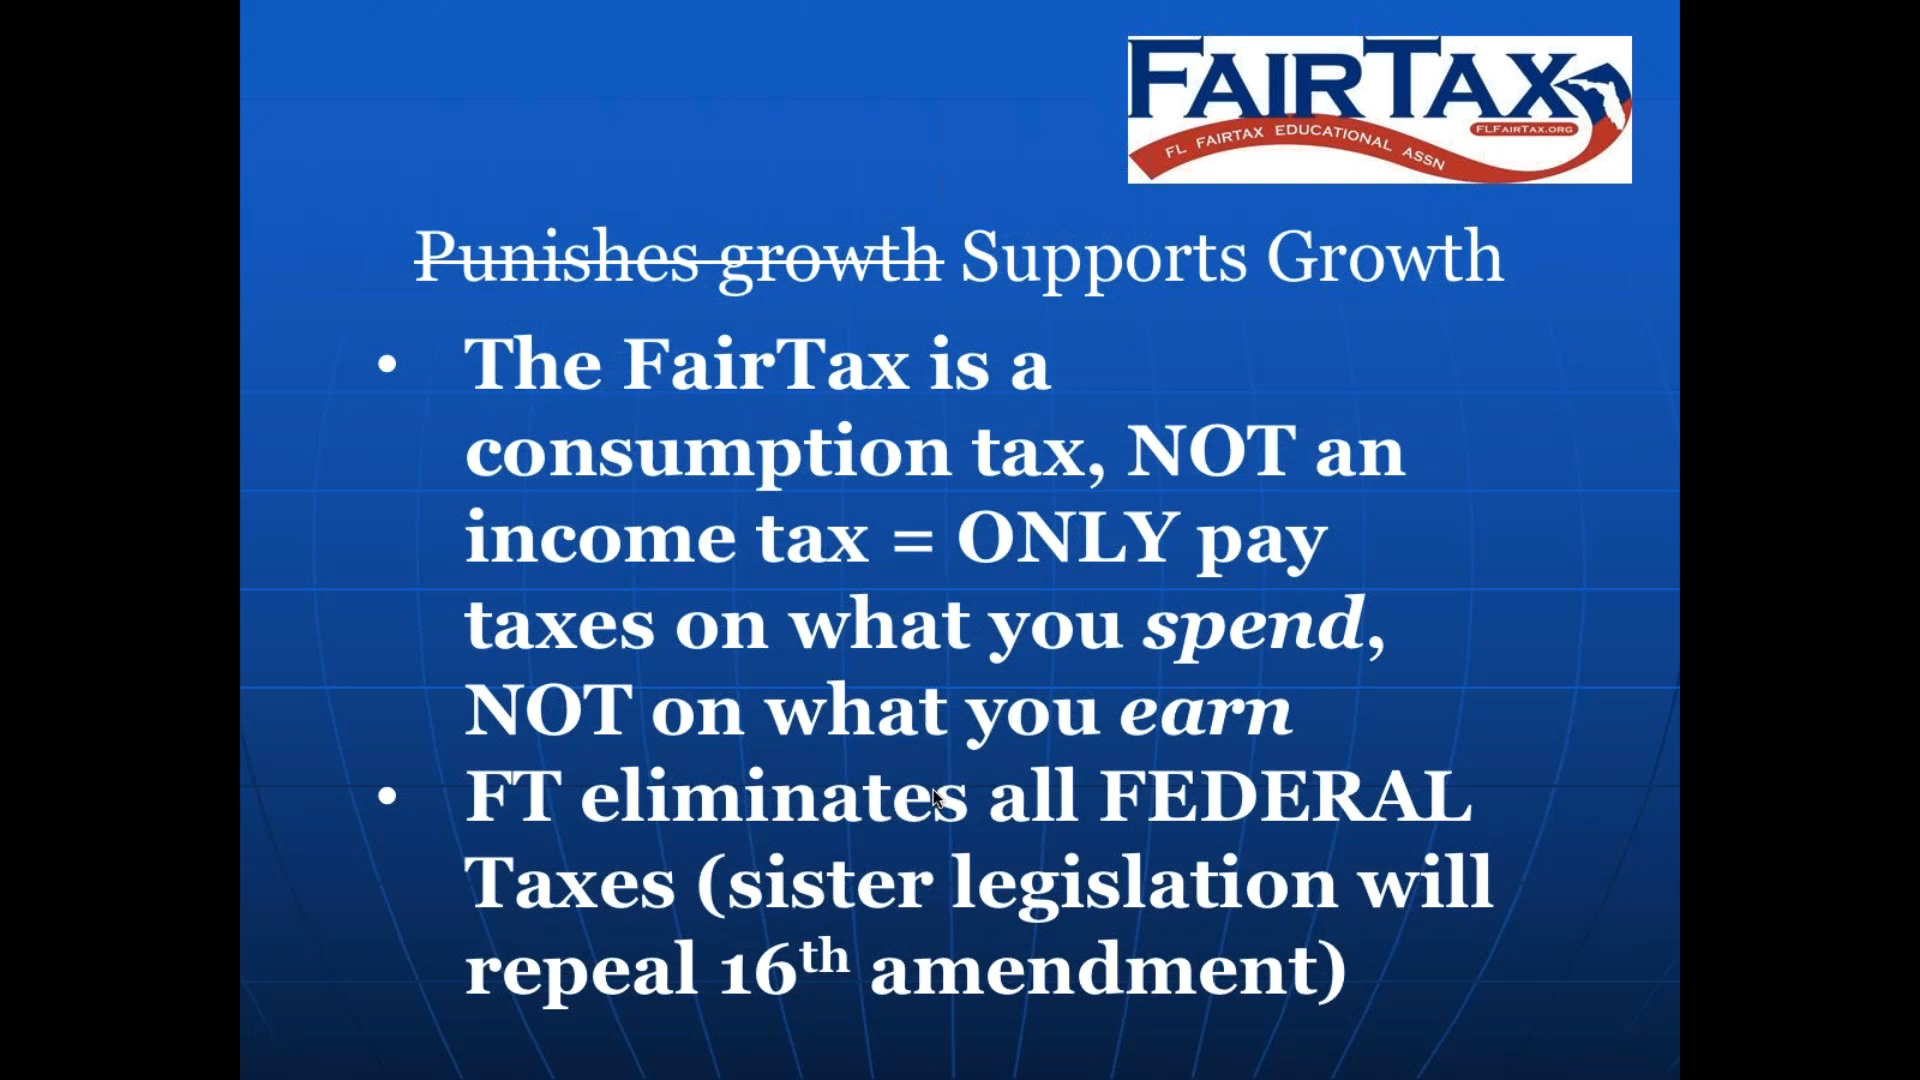 FAIRTAX
FLFAIRTAX.ORG
FL FAIRTAX EDUCATIONAL ASSN
Punishes growth Supports Growth
• The FairTax is a
consumption tax, NOT an
income tax = ONLY pay
taxes on what you spend,
NOT on what you earn
• FT eliminates all FEDERAL
Taxes (sister legislation will
repeal 16th amendment)